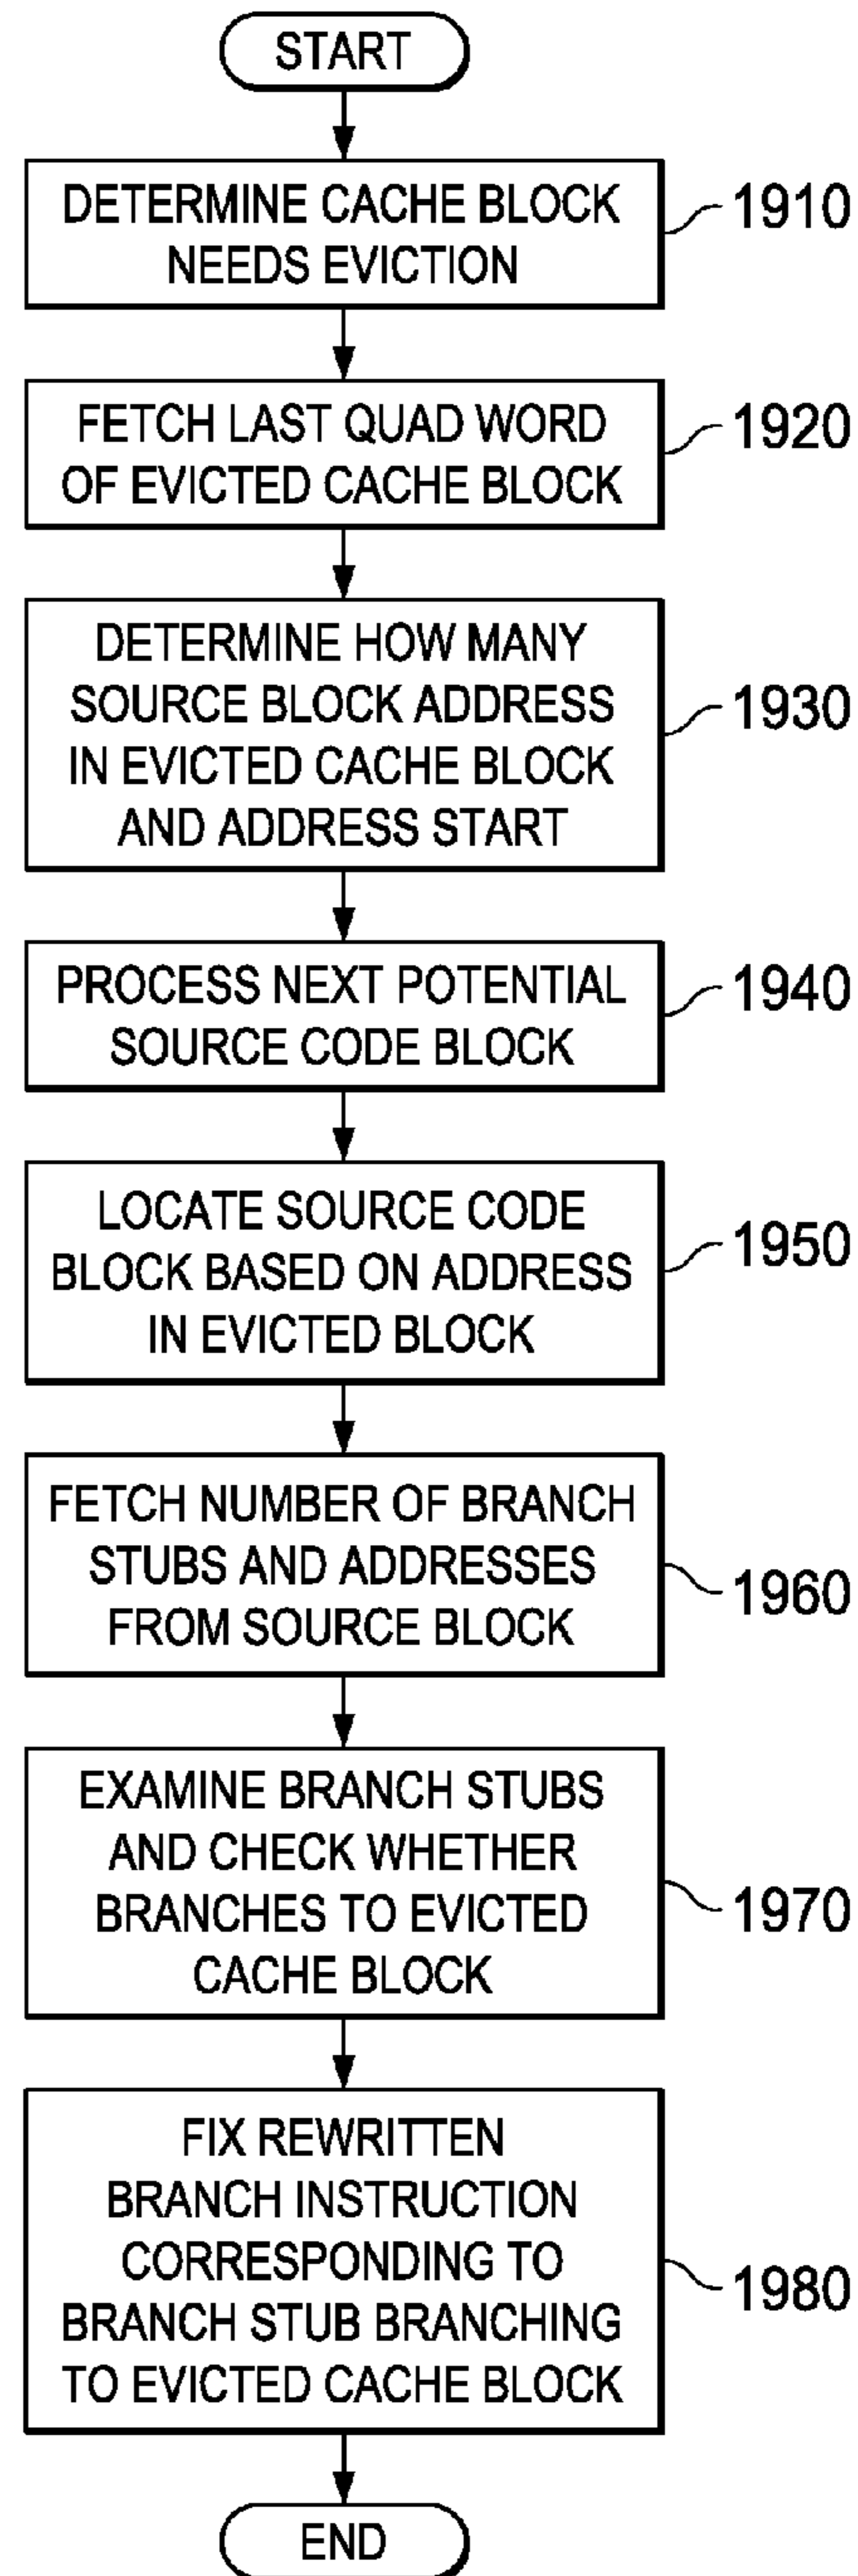 START
DETERMINE CACHE BLOCK
NEEDS EVICTION
1910
FETCH LAST QUAD WORD
OF EVICTED CACHE BLOCK
1920
DETERMINE HOW MANY
SOURCE BLOCK ADDRESS
IN EVICTED CACHE BLOCK
AND ADDRESS START
1930
PROCESS NEXT POTENTIAL
SOURCE CODE BLOCK
1940
LOCATE SOURCE CODE
BLOCK BASED ON ADDRESS
IN EVICTED BLOCK
1950
FETCH NUMBER OF BRANCH
STUBS AND ADDRESSES
FROM SOURCE BLOCK
1960
EXAMINE BRANCH STUBS
AND CHECK WHETHER
BRANCHES TO EVICTED
CACHE BLOCK
1970
FIX REWRITTEN
BRANCH INSTRUCTION
CORRESPONDING TO
BRANCH STUB BRANCHING
TO EVICTED CACHE BLOCK
1980
END